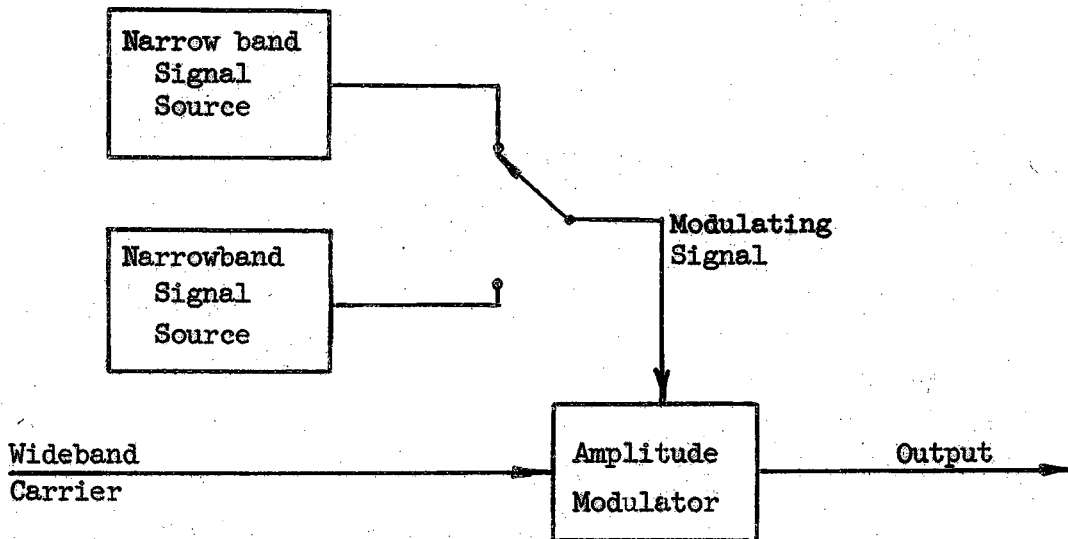 Narrow band
Signal
Source
Modulating
Signal
Narrowband
Signal
Source
Wideband
Carrier
Amplitude
Modulator
Output